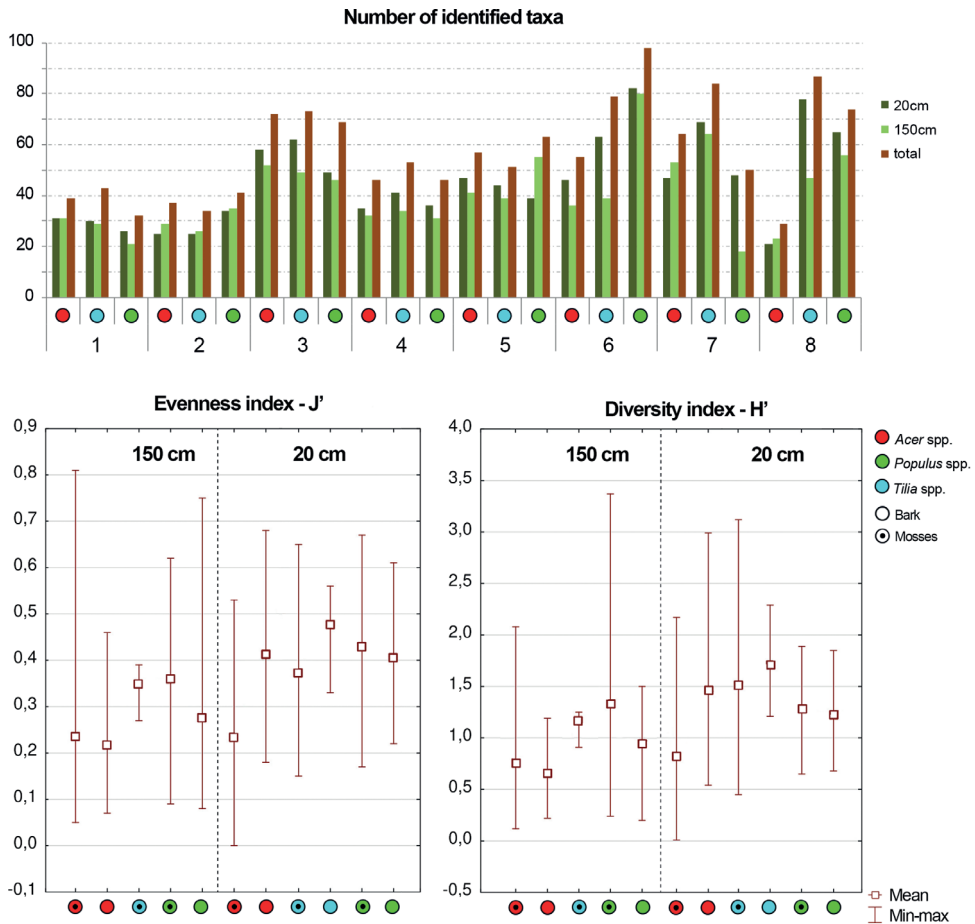 Number of identified taxa
100
80
60
40
20
0
20cm
150cm
total
1 2 3 4 5 6 7 8
Evenness index - J'
150 cm 20 cm
0,9
0,8
0,7
0,6
0,5
0,4
0,3
0,2
0,1
0,0
-0,1
Diversity index - H'
150 cm 20 cm
4,0
3,5
3,0
2,5
2,0
1,5
1,0
0,5
0,0
-0,5
Acer spp.
Populus spp.
Tilia spp.
Bark
Mosses
Mean
Min-max